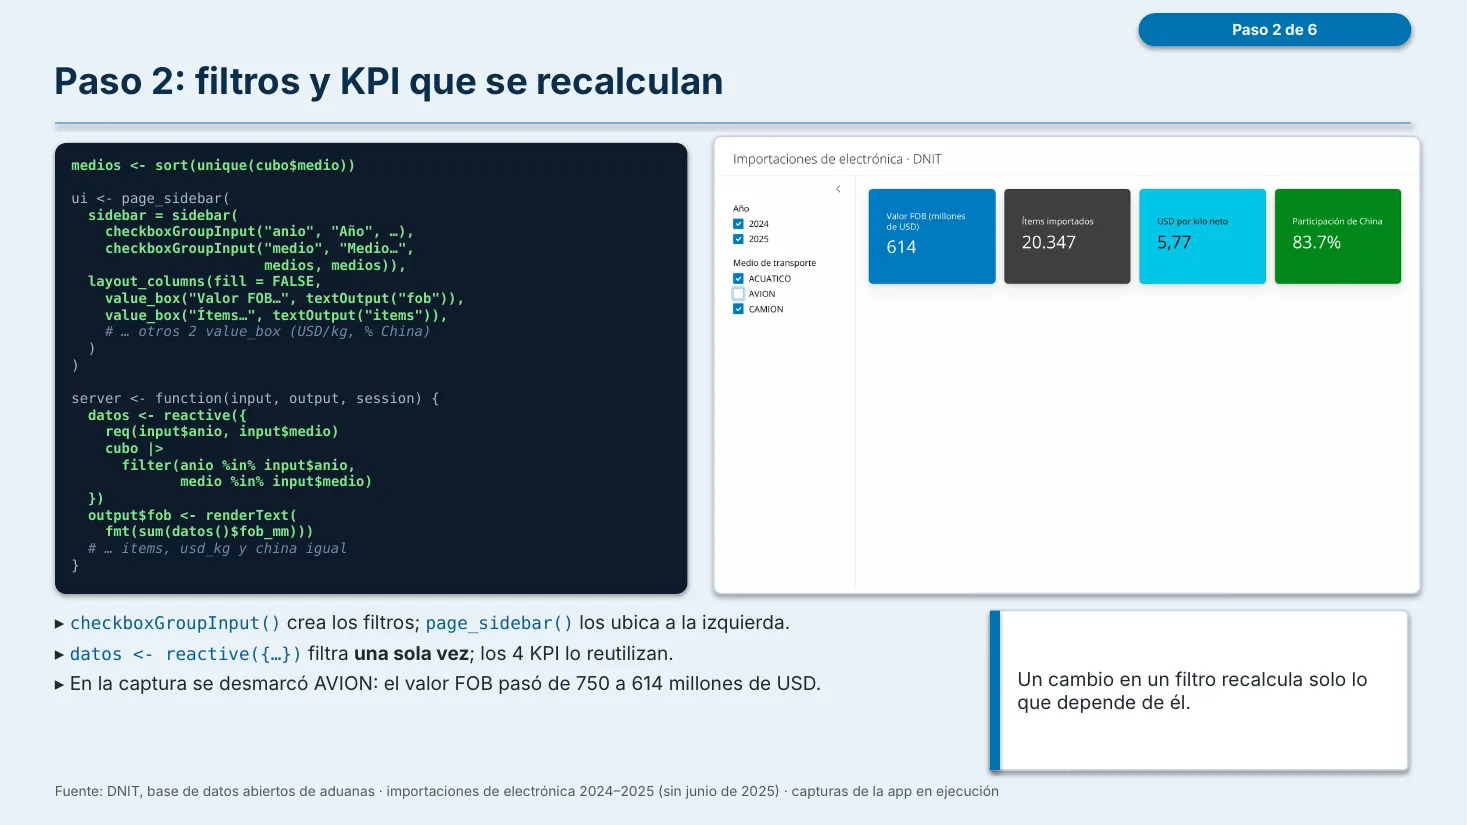 Paso 2 de 6
Paso 2: filtros y KPI que se recalculan
medios <- sort(unique(cubo$medio))
ui <- page_sidebar(
  sidebar = sidebar(
    checkboxGroupInput("anio", "Año", …),
    checkboxGroupInput("medio", "Medio…",
                       medios, medios)),
  layout_columns(fill = FALSE,
    value_box("Valor FOB…", textOutput("fob")),
    value_box("Ítems…", textOutput("items")),
    # … otros 2 value_box (USD/kg, % China)
  )
)
server <- function(input, output, session) {
  datos <- reactive({
    req(input$anio, input$medio)
    cubo |>
      filter(anio %in% input$anio,
             medio %in% input$medio)
  })
  output$fob <- renderText(
    fmt(sum(datos()$fob_mm)))
  # … items, usd_kg y china igual
}
Importaciones de electrónica · DNIT
Año
2024
2025
Medio de transporte
ACUATICO
AVION
CAMION
Valor FOB (millones
de USD)
614
Ítems importados
20.347
USD por kilo neto
5,77
Participación de China
83.7%
▸ checkboxGroupInput() crea los filtros; page_sidebar() los ubica a la izquierda.
▸ datos <- reactive({…}) filtra una sola vez; los 4 KPI lo reutilizan.
▸ En la captura se desmarcó AVION: el valor FOB pasó de 750 a 614 millones de USD.
Un cambio en un filtro recalcula solo lo
que depende de él.
Fuente: DNIT, base de datos abiertos de aduanas · importaciones de electrónica 2024–2025 (sin junio de 2025) · capturas de la app en ejecución